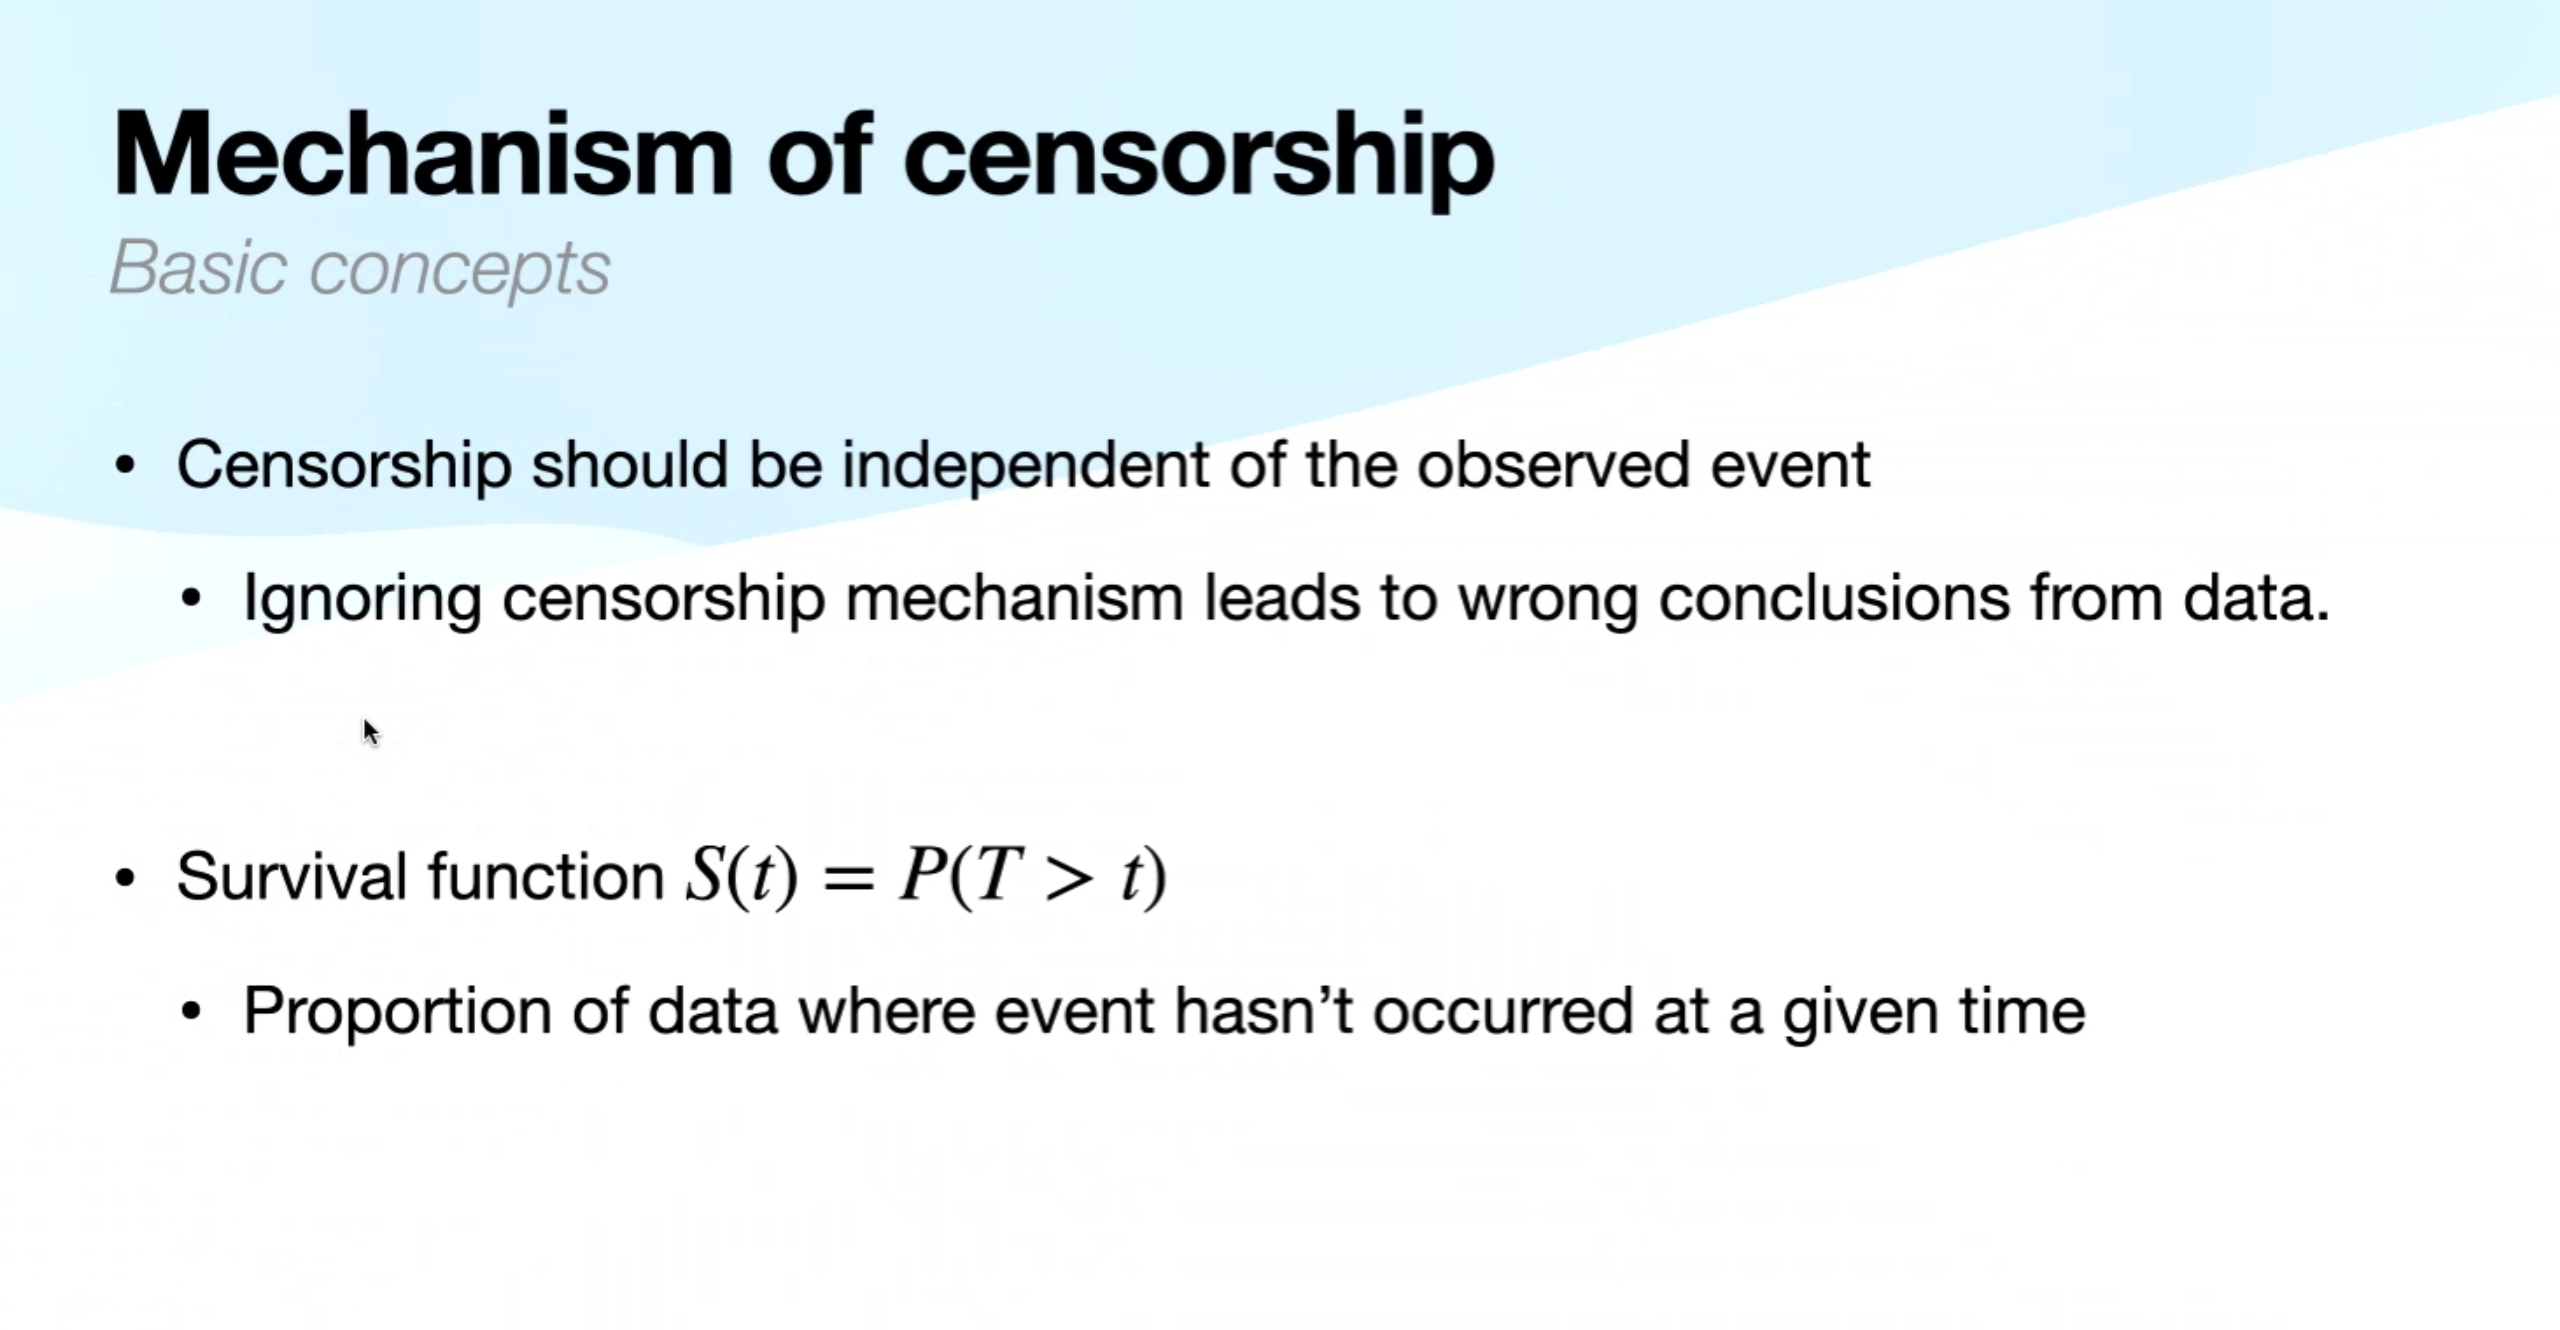 Mechanism of censorship
Basic concepts
• Censorship should be independent of the observed event
• Ignoring censorship mechanism leads to wrong conclusions from data.
• Survival function S(t) = P(T > t)
• Proportion of data where event hasn’t occurred at a given time